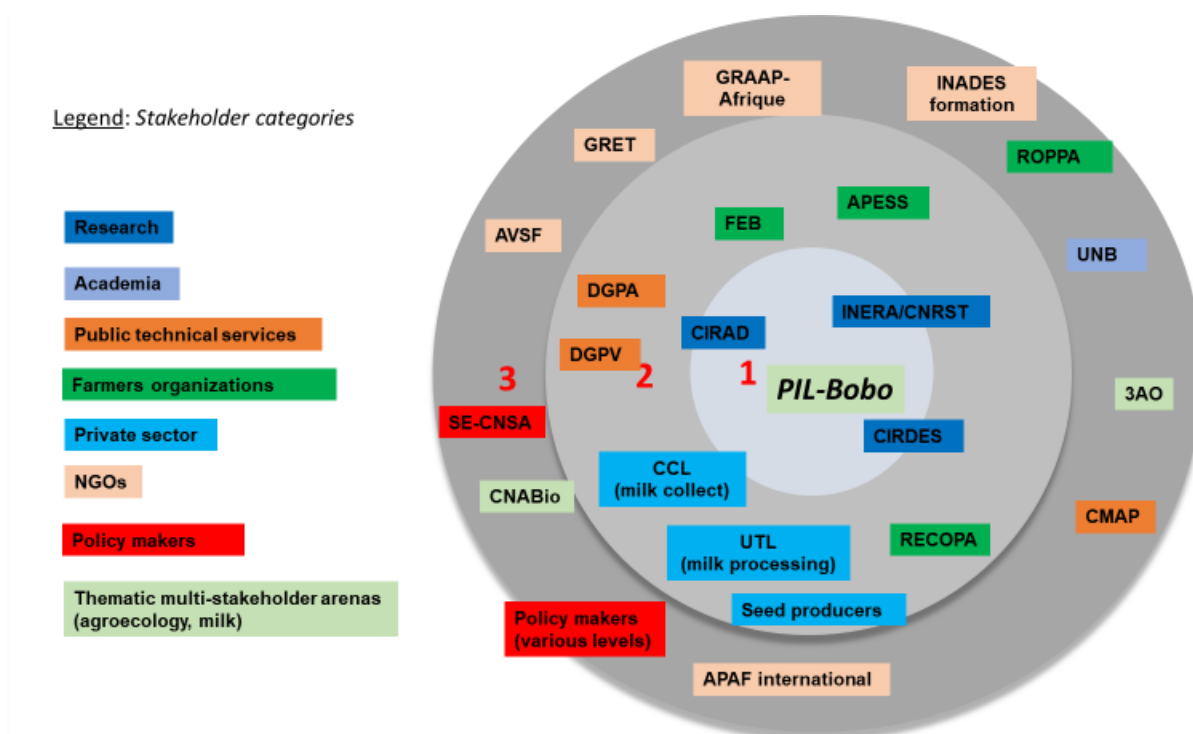 Legend: Stakeholder categories
Research
Academia
Public technical services
Farmers organizations
Private sector
NGOs
Policy makers
Thematic multi-stakeholder arenas
(agroecology, milk)
GRAAP-
Afrique
INADES
formation
GRET
ROPPA
APESS
FEB
AVSF
UNB
DGPA
INERA/CNRST
CIRAD
DGPV
3
2
1
PIL-Bobo
3AO
SE-CNSA
CIRDES
CCL
(milk collect)
CNABio
CMAP
UTL
(milk processing)
RECOPA
Seed producers
Policy makers
(various levels)
APAF international